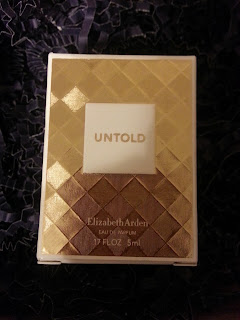 UNTOLD
Elizabeth Arden
EAU DE PARFUM
.17 FL OZ 5ml